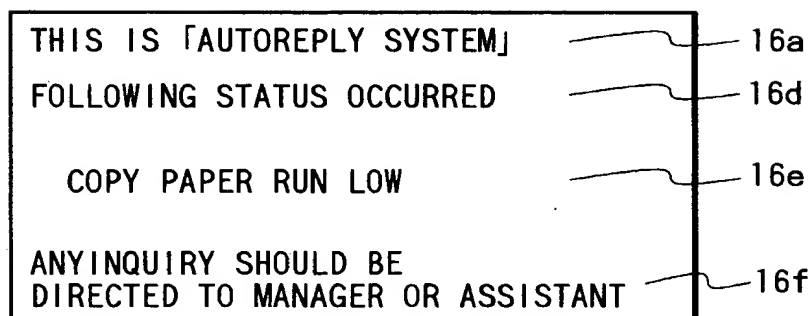 THIS IS 「AUTOREPLY SYSTEM」 16a
FOLLOWING STATUS OCCURRED 16d
COPY PAPER RUN LOW 16e
ANYINQUIRY SHOULD BE
DIRECTED TO MANAGER OR ASSISTANT 16f